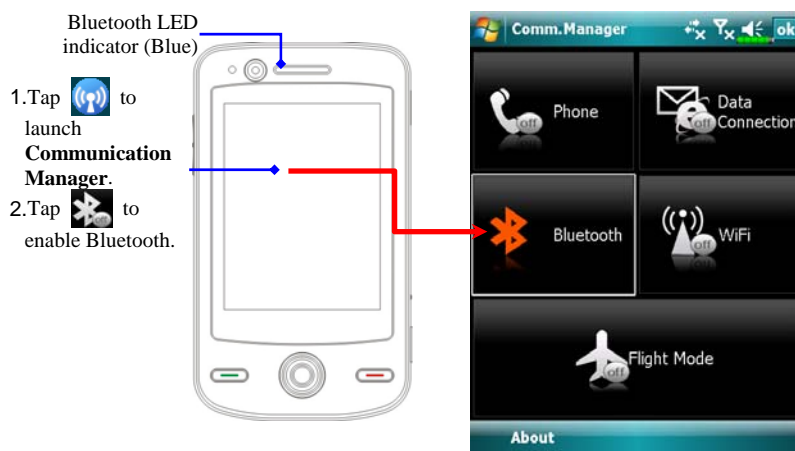 Bluetooth LED
indicator (Blue)
1.Tap to
launch
Communication
Manager.
2.Tap off to
enable Bluetooth.
Comm.Manager ok
off Phone
off Data
Connection
Bluetooth
off WiFi
off Flight Mode
About